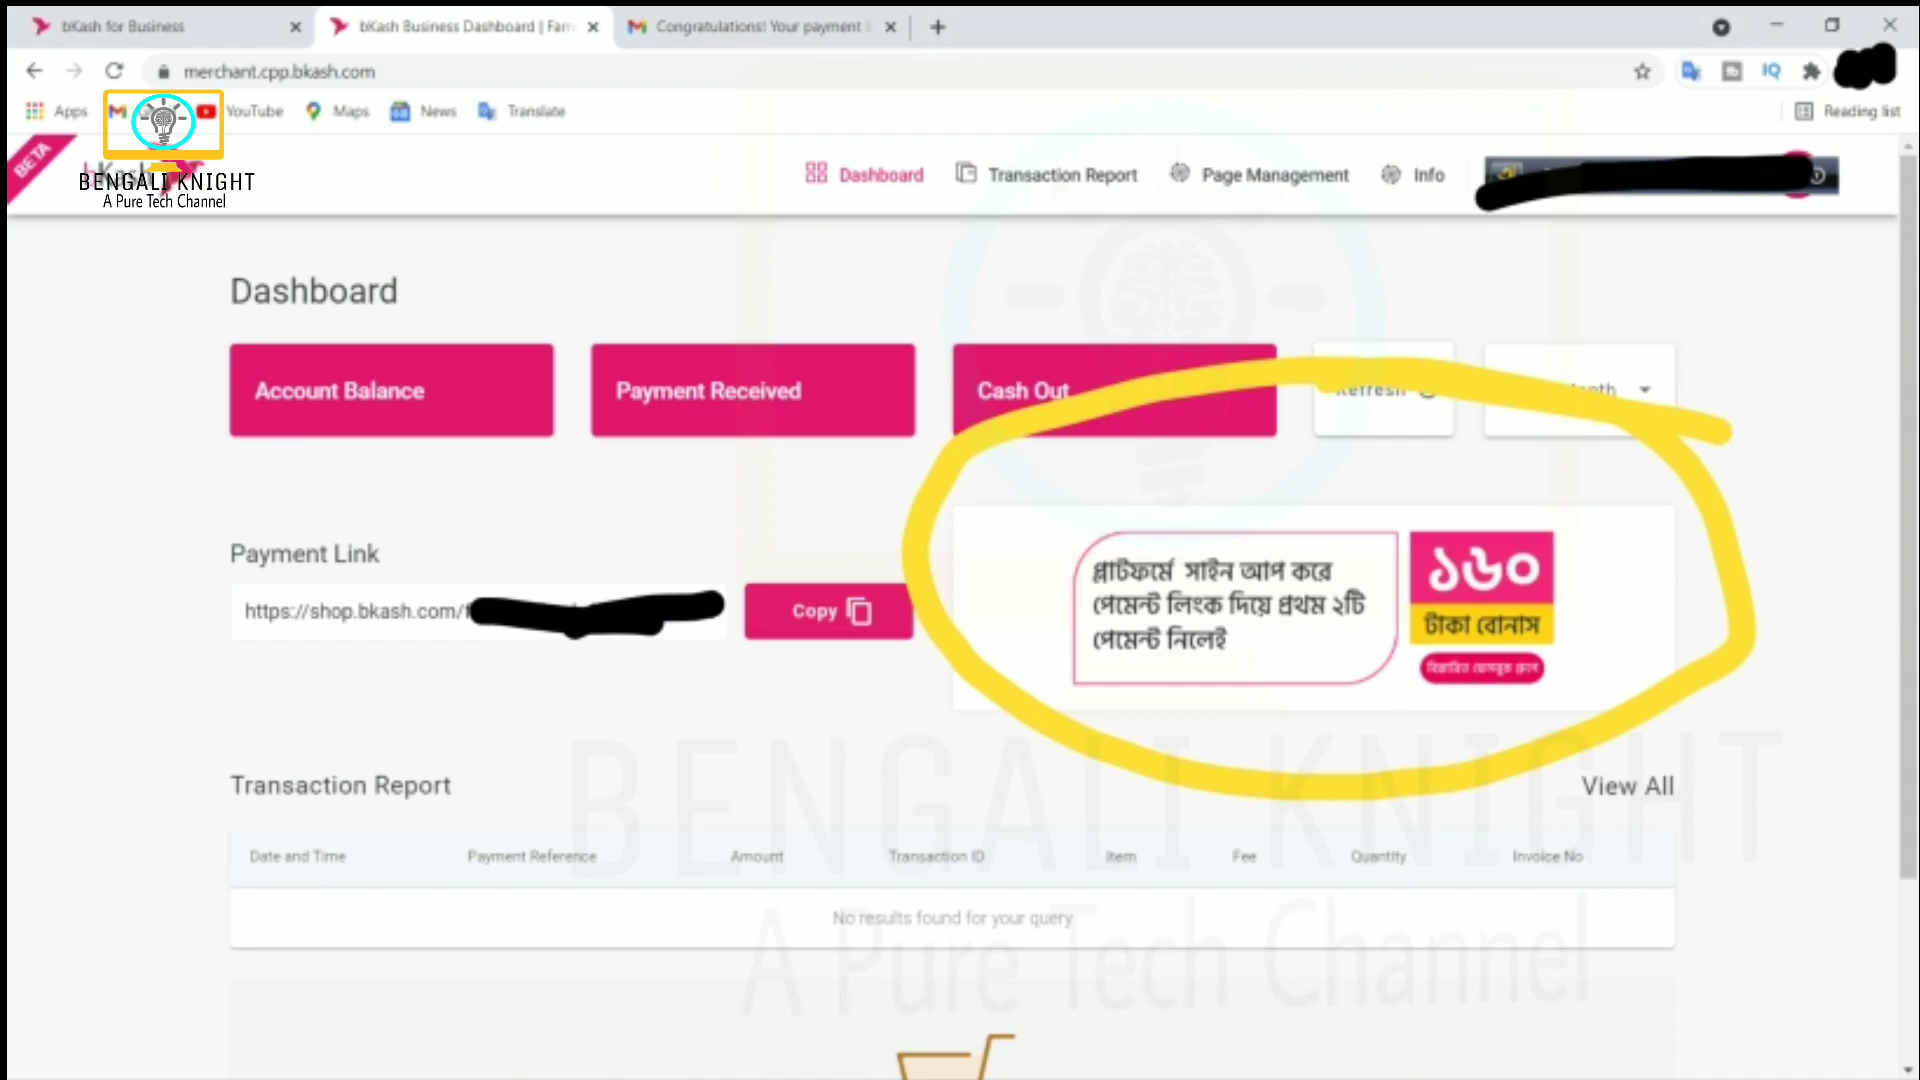 bKash for Business
bKash Business Dashboard | Fam
Congratulations! Your payment
merchant.cpp.bkash.com
IQ
Apps
YouTube
Maps
News
Translate
Reading list
BETA
bKash
BENGALI KNIGHT
A Pure Tech Channel
Dashboard
Transaction Report
Page Management
Info
Dashboard
Account Balance
Payment Received
Cash Out
Refresh
Payment Link
https://shop.bkash.com/f
Copy
প্লাটফর্মে সাইন আপ করে
পেমেন্ট লিংক দিয়ে প্রথম ২টি
পেমেন্ট নিলেই
১৬০
টাকা বোনাস
বিস্তারিত ফেসবুক গ্রুপে
Transaction Report
View All
Date and Time
Payment Reference
Amount
Transaction ID
Item
Fee
Quantity
Invoice No
No results found for your query
BENGALI KNIGHT
A Pure Tech Channel